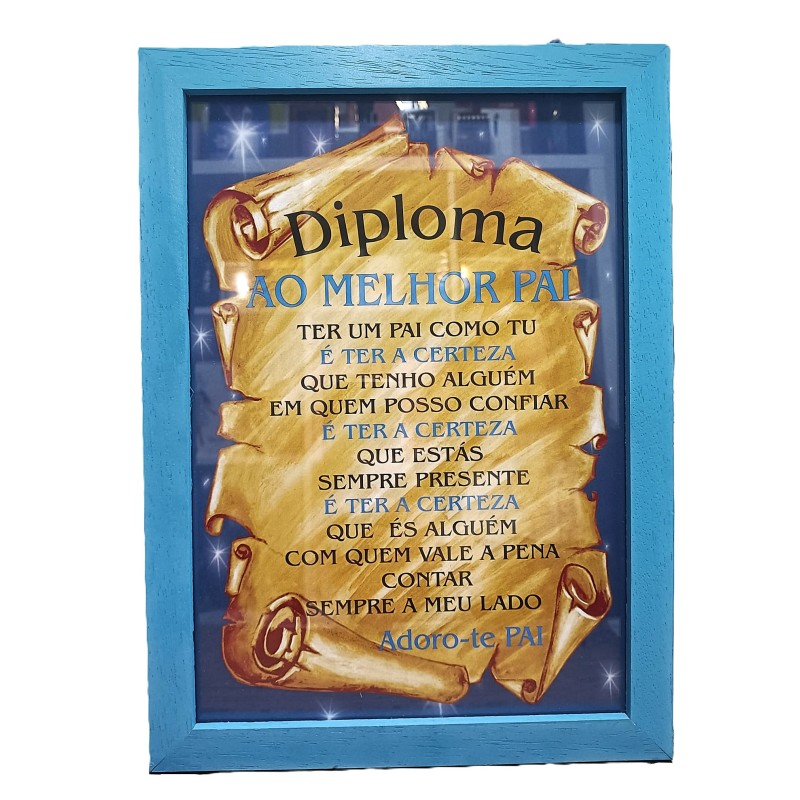 Diploma
AO MELHOR PAI
TER UM PAI COMO TU
É TER A CERTEZA
QUE TENHO ALGUÉM
EM QUEM POSSO CONFIAR
É TER A CERTEZA
QUE ESTÁS
SEMPRE PRESENTE
É TER A CERTEZA
QUE ÉS ALGUÉM
COM QUEM VALE A PENA
CONTAR
SEMPRE A MEU LADO
Adoro-te PAI